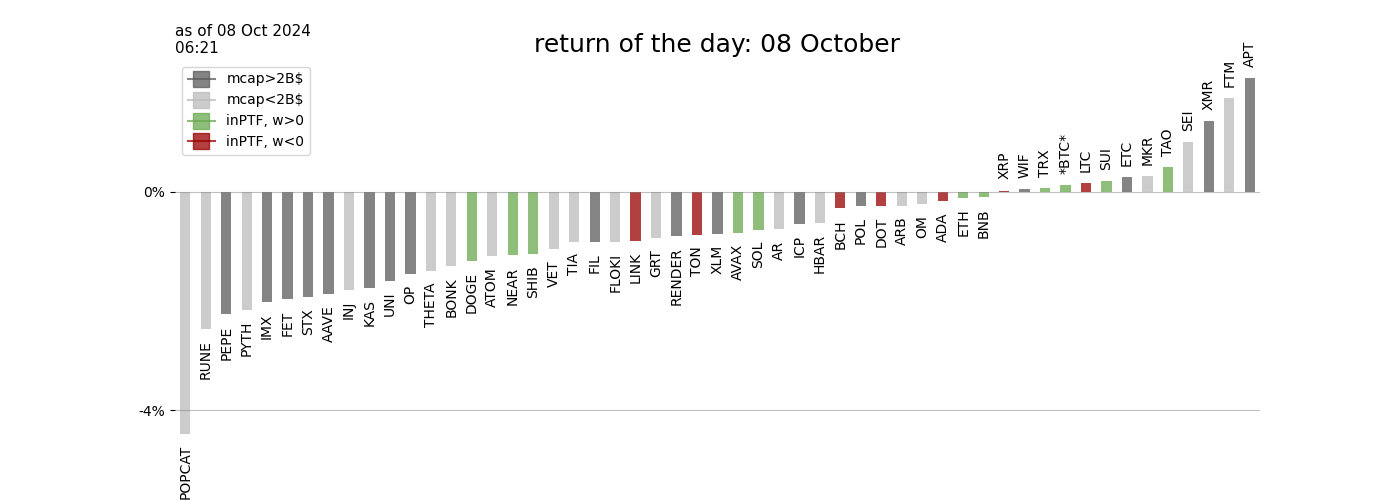 as of 08 Oct 2024
06:21
return of the day: 08 October
mcap>2B$
mcap<2B$
inPTF, w>0
inPTF, w<0
0%
-4%
POPCAT
RUNE
PEPE
PYTH
IMX
FET
STX
AAVE
INJ
KAS
UNI
OP
THETA
BONK
DOGE
ATOM
NEAR
SHIB
VET
TIA
FIL
FLOKI
LINK
GRT
RENDER
TON
XLM
AVAX
SOL
AR
ICP
HBAR
BCH
POL
DOT
ARB
OM
ADA
ETH
BNB
XRP
WIF
TRX
*BTC*
LTC
SUI
ETC
MKR
TAO
SEI
XMR
FTM
APT